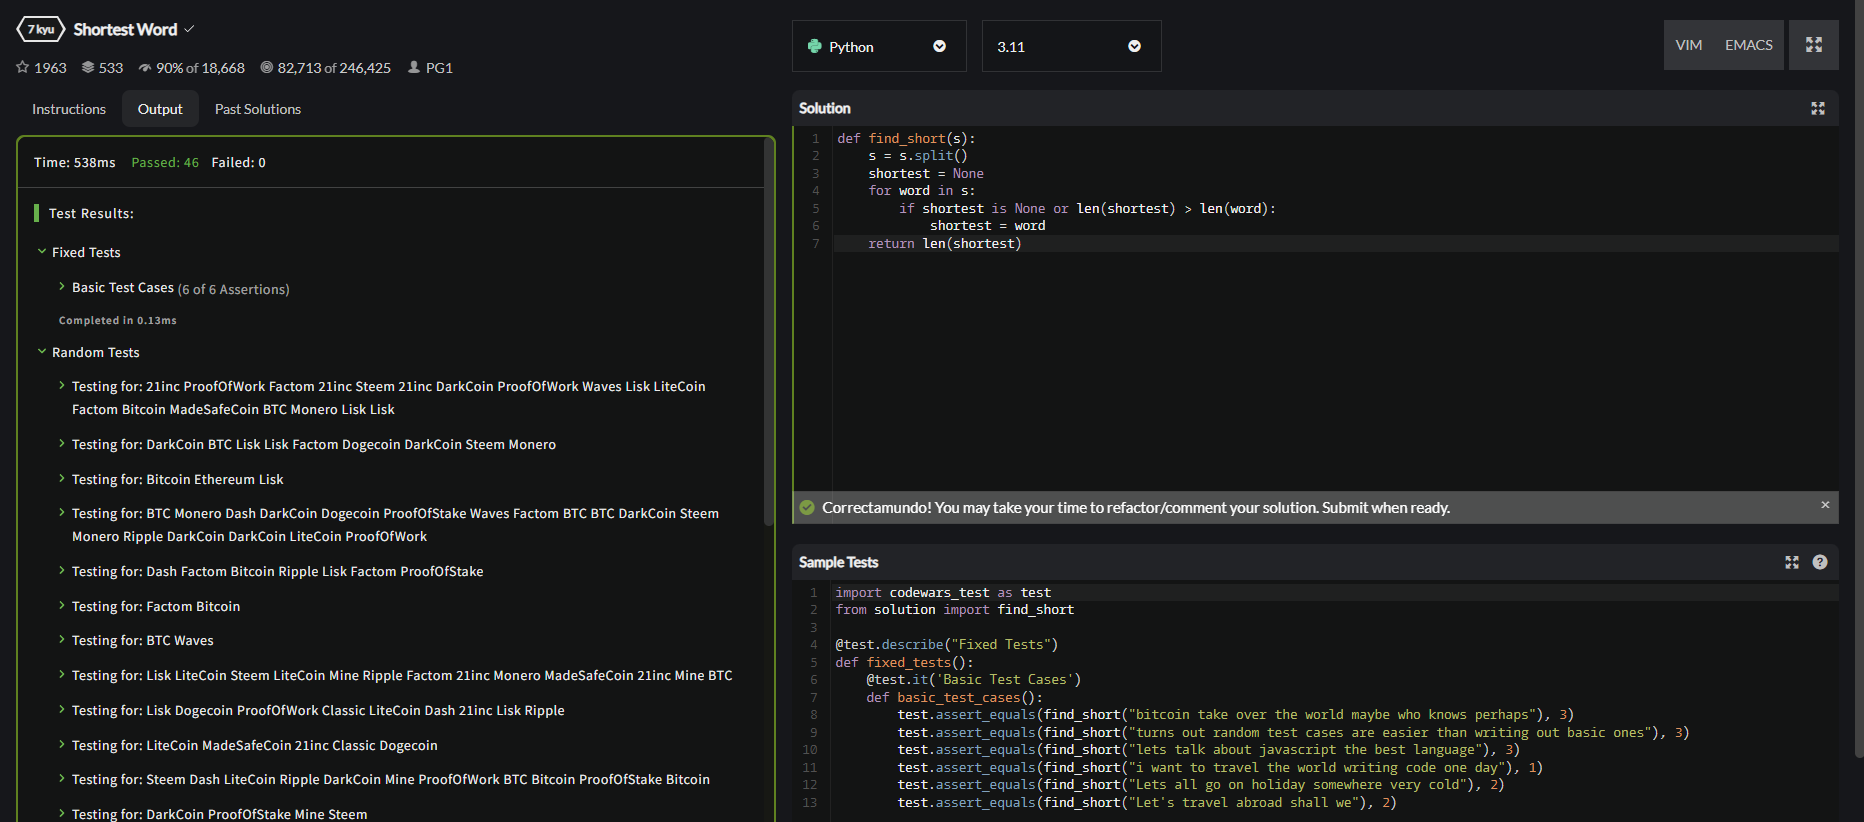 7 kyu Shortest Word
1963 533 90% of 18,668 82,713 of 246,425 PG1
Instructions Output Past Solutions
Time: 538ms Passed: 46 Failed: 0
Test Results:
Fixed Tests
Basic Test Cases (6 of 6 Assertions)
Completed in 0.13ms
Random Tests
Testing for: 21inc ProofOfWork Factom 21inc Steem 21inc DarkCoin ProofOfWork Waves Lisk LiteCoin
Factom Bitcoin MadeSafeCoin BTC Monero Lisk Lisk
Testing for: DarkCoin BTC Lisk Lisk Factom Dogecoin DarkCoin Steem Monero
Testing for: Bitcoin Ethereum Lisk
Testing for: BTC Monero Dash DarkCoin Dogecoin ProofOfStake Waves Factom BTC BTC DarkCoin Steem
Monero Ripple DarkCoin DarkCoin LiteCoin ProofOfWork
Testing for: Dash Factom Bitcoin Ripple Lisk Factom ProofOfStake
Testing for: Factom Bitcoin
Testing for: BTC Waves
Testing for: Lisk LiteCoin Steem LiteCoin Mine Ripple Factom 21inc Monero MadeSafeCoin 21inc Mine BTC
Testing for: Lisk Dogecoin ProofOfWork Classic LiteCoin Dash 21inc Lisk Ripple
Testing for: LiteCoin MadeSafeCoin 21inc Classic Dogecoin
Testing for: Steem Dash LiteCoin Ripple DarkCoin Mine ProofOfWork BTC Bitcoin ProofOfStake Bitcoin
Testing for: DarkCoin ProofOfStake Mine Steem
Python 3.11 VIM EMACS
Solution
1 def find_short(s):
2     s = s.split()
3     shortest = None
4     for word in s:
5         if shortest is None or len(shortest) > len(word):
6             shortest = word
7     return len(shortest)
Correctamundo! You may take your time to refactor/comment your solution. Submit when ready. ×
Sample Tests ?
1 import codewars_test as test
2 from solution import find_short
3
4 @test.describe("Fixed Tests")
5 def fixed_tests():
6     @test.it('Basic Test Cases')
7     def basic_test_cases():
8         test.assert_equals(find_short("bitcoin take over the world maybe who knows perhaps"), 3)
9         test.assert_equals(find_short("turns out random test cases are easier than writing out basic ones"), 3)
10         test.assert_equals(find_short("lets talk about javascript the best language"), 3)
11         test.assert_equals(find_short("i want to travel the world writing code one day"), 1)
12         test.assert_equals(find_short("Lets all go on holiday somewhere very cold"), 2)
13         test.assert_equals(find_short("Let's travel abroad shall we"), 2)